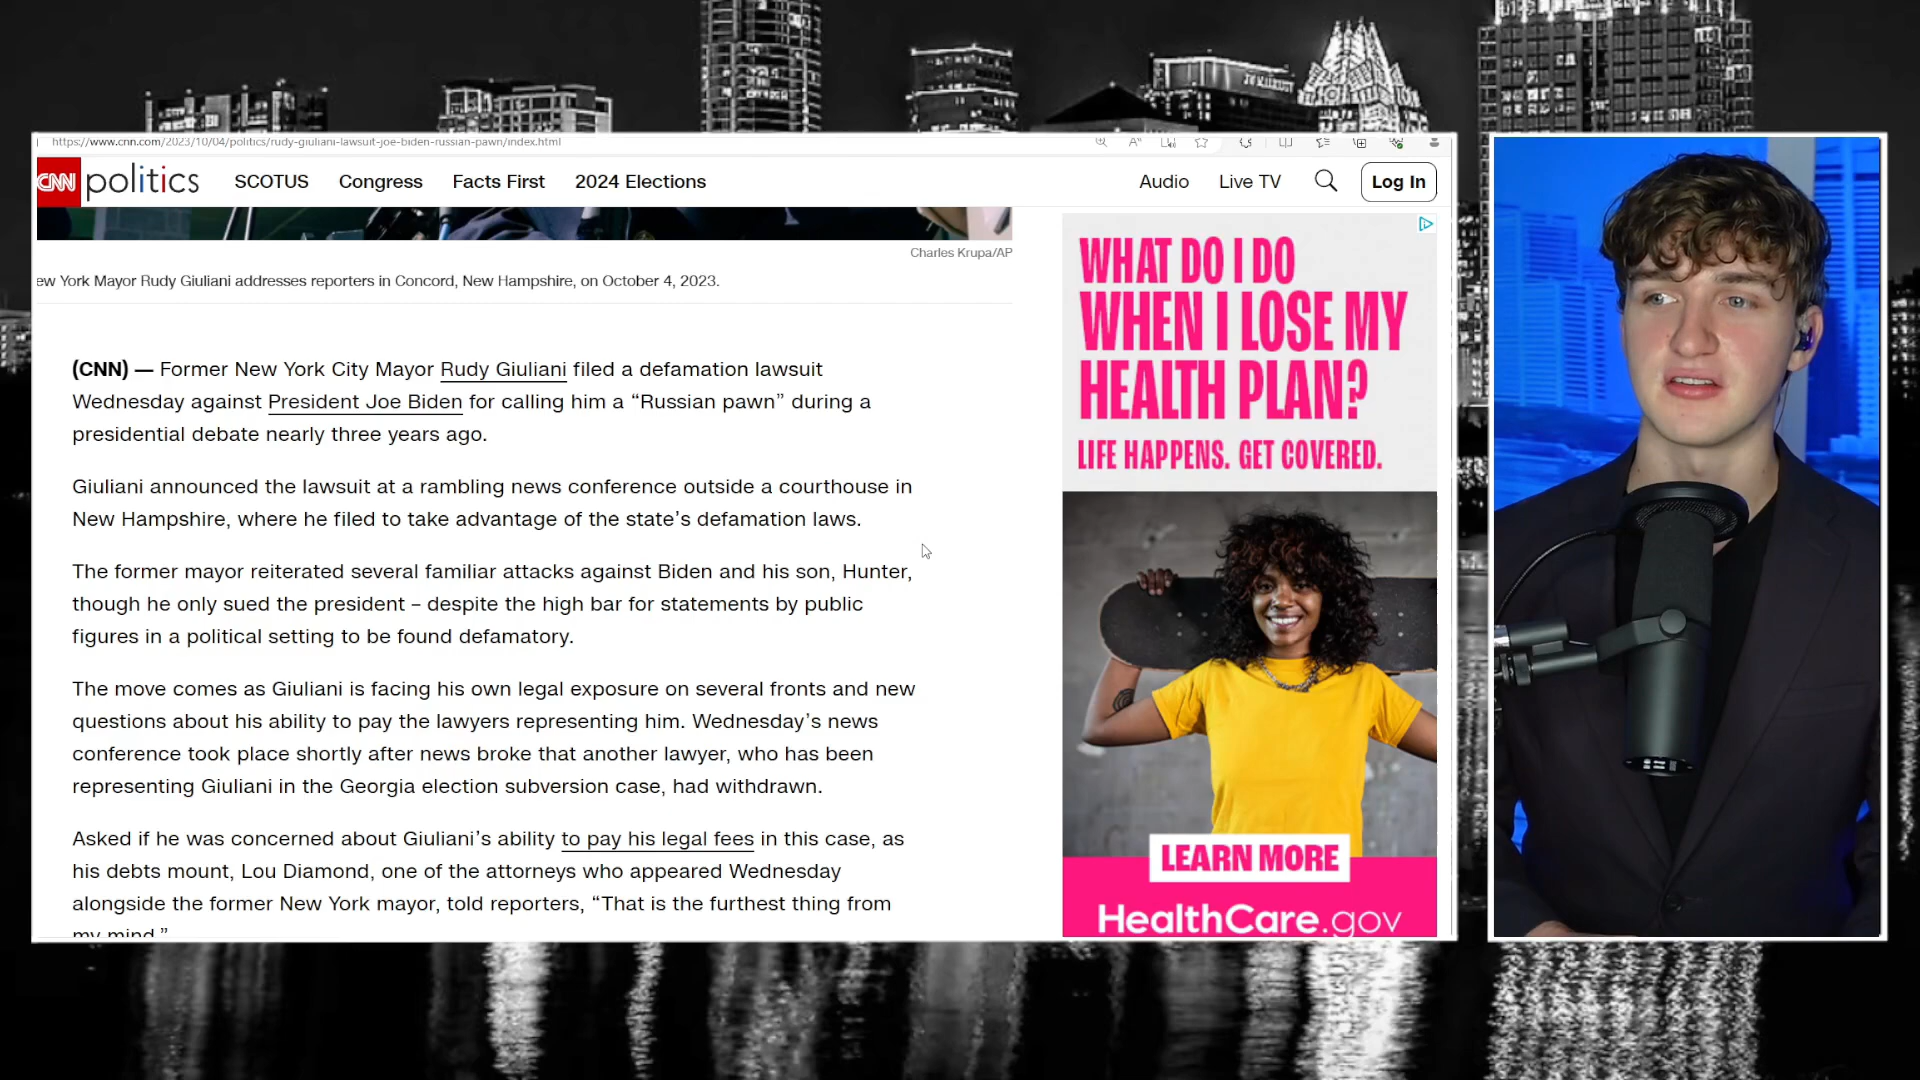 https://www.cnn.com/2023/10/04/politics/rudy-giuliani-lawsuit-joe-biden-russian-pawn/index.html
CNN politics SCOTUS Congress Facts First 2024 Elections Audio Live TV Log In
Charles Krupa/AP
ew York Mayor Rudy Giuliani addresses reporters in Concord, New Hampshire, on October 4, 2023.
(CNN) — Former New York City Mayor Rudy Giuliani filed a defamation lawsuit
Wednesday against President Joe Biden for calling him a “Russian pawn” during a
presidential debate nearly three years ago.
Giuliani announced the lawsuit at a rambling news conference outside a courthouse in
New Hampshire, where he filed to take advantage of the state’s defamation laws.
The former mayor reiterated several familiar attacks against Biden and his son, Hunter,
though he only sued the president – despite the high bar for statements by public
figures in a political setting to be found defamatory.
The move comes as Giuliani is facing his own legal exposure on several fronts and new
questions about his ability to pay the lawyers representing him. Wednesday’s news
conference took place shortly after news broke that another lawyer, who has been
representing Giuliani in the Georgia election subversion case, had withdrawn.
Asked if he was concerned about Giuliani’s ability to pay his legal fees in this case, as
his debts mount, Lou Diamond, one of the attorneys who appeared Wednesday
alongside the former New York mayor, told reporters, “That is the furthest thing from
my mind.”
WHAT DO I DO
WHEN I LOSE MY
HEALTH PLAN?
LIFE HAPPENS. GET COVERED.
LEARN MORE
HealthCare.gov